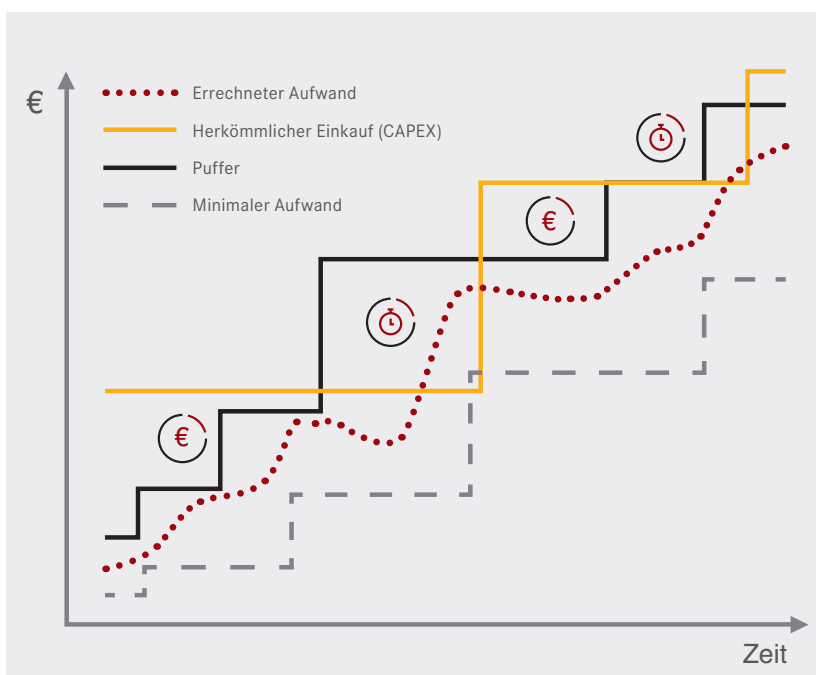 €
Errechneter Aufwand
Herkömmlicher Einkauf (CAPEX)
Puffer
Minimaler Aufwand
€
€
Zeit